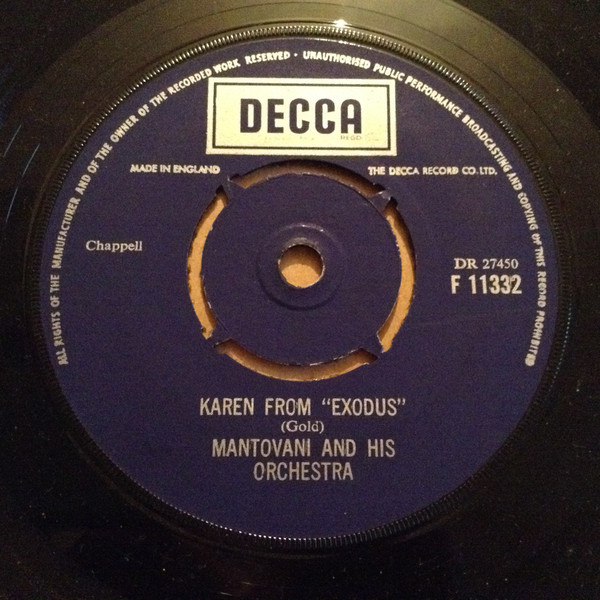 ALL RIGHTS OF THE MANUFACTURER AND OF THE OWNER OF THE RECORDED WORK RESERVED · UNAUTHORISED PUBLIC PERFORMANCE BROADCASTING AND COPYING OF THIS RECORD PROHIBITED
DECCA
REGD
MADE IN ENGLAND
THE DECCA RECORD CO. LTD.
Chappell
DR 27450
F 11332
KAREN FROM "EXODUS"
(Gold)
MANTOVANI AND HIS
ORCHESTRA